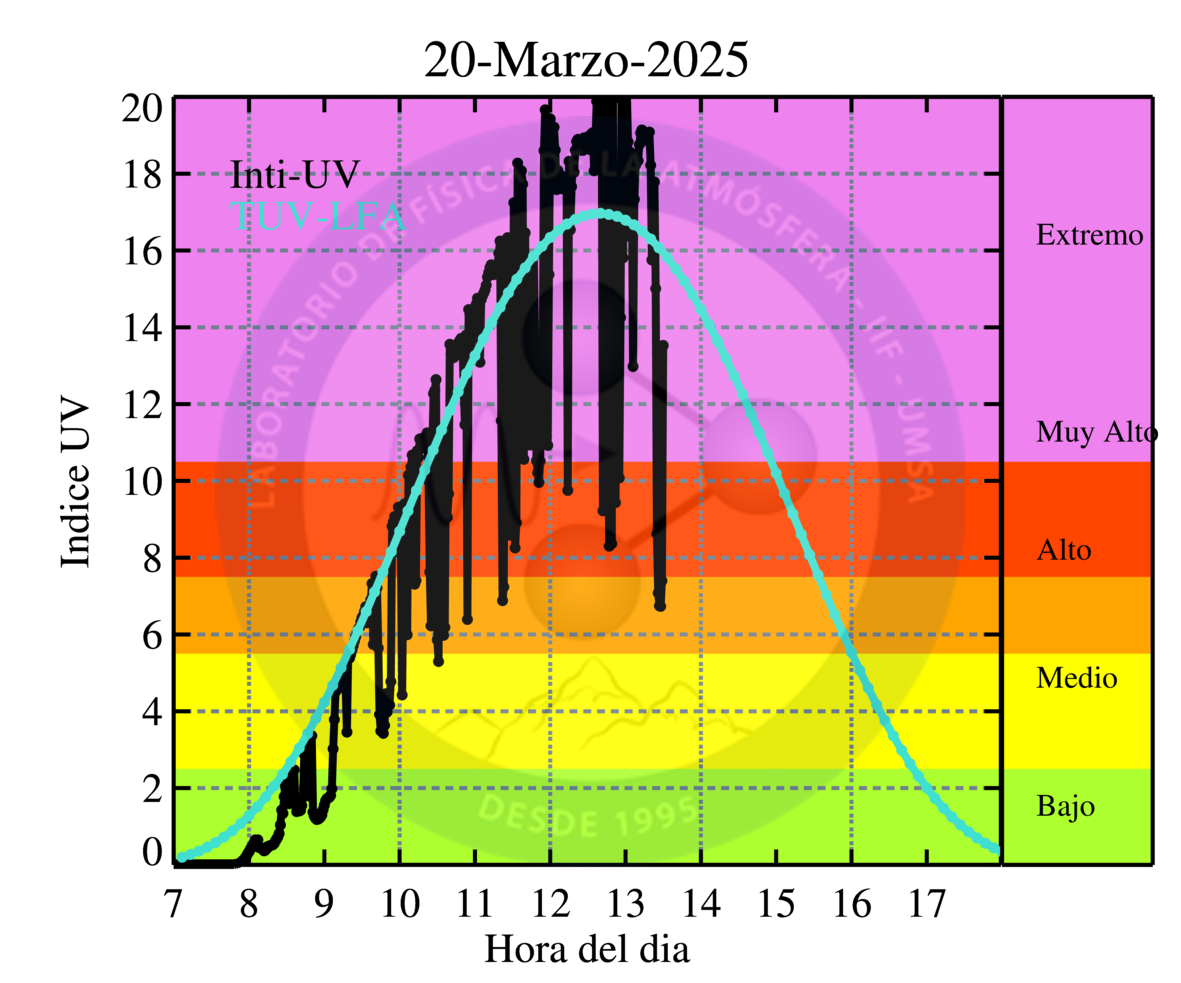 20-Marzo-2025
Indice UV
20
18
16
14
12
10
8
6
4
2
0
Inti-UV
TUV-LFA
LABORATORIO DE FÍSICA DE LA ATMÓSFERA - IIF - UMSA
DESDE 1995
Extremo
Muy Alto
Alto
Medio
Bajo
7 8 9 10 11 12 13 14 15 16 17
Hora del dia